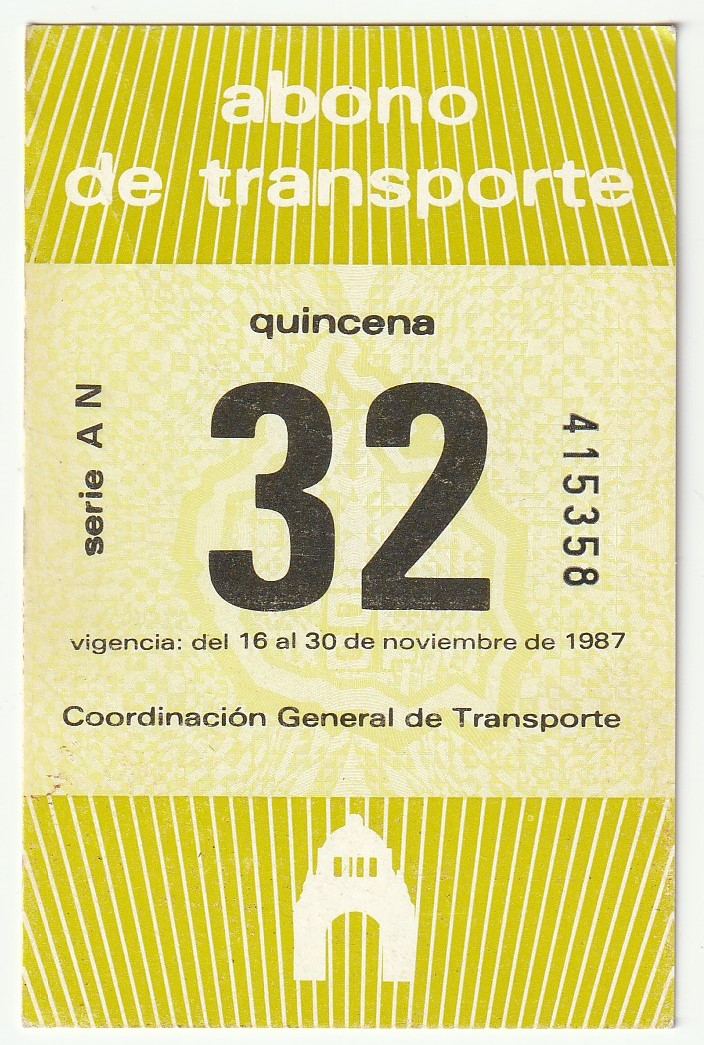 abono
de transporte
quincena
serie A N
32
415358
vigencia: del 16 al 30 de noviembre de 1987
Coordinación General de Transporte